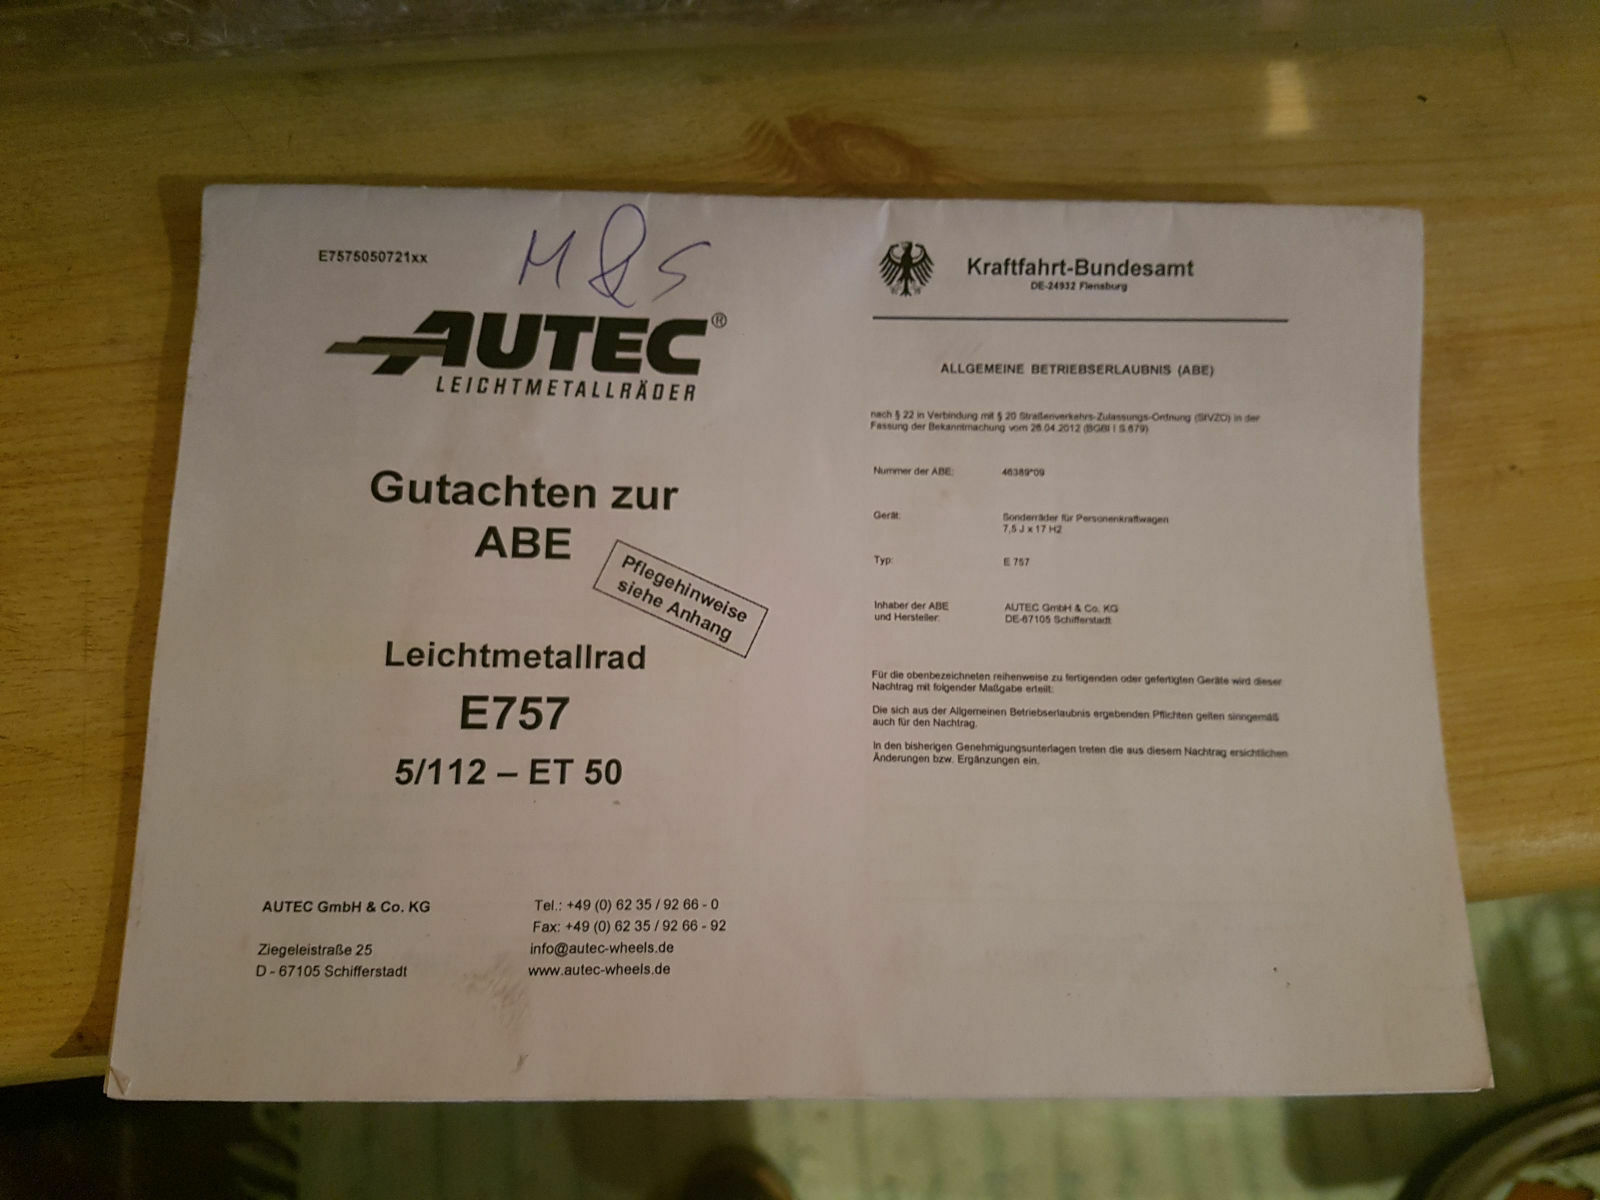 E7575050721xx
M & S
AUTEC®
LEICHTMETALLRÄDER
Gutachten zur
ABE
Pflegehinweise
siehe Anhang
Leichtmetallrad
E757
5/112 – ET 50
AUTEC GmbH & Co. KG
Ziegeleistraße 25
D - 67105 Schifferstadt
Tel.: +49 (0) 62 35 / 92 66 - 0
Fax: +49 (0) 62 35 / 92 66 - 92
info@autec-wheels.de
www.autec-wheels.de
Kraftfahrt-Bundesamt
DE-24932 Flensburg
ALLGEMEINE BETRIEBSERLAUBNIS (ABE)
nach § 22 in Verbindung mit § 20 Straßenverkehrs-Zulassungs-Ordnung (StVZO) in der
Fassung der Bekanntmachung vom 26.04.2012 (BGBl I S.679)
Nummer der ABE: 46389*09
Gerät: Sonderräder für Personenkraftwagen
7,5 J x 17 H2
Typ: E 757
Inhaber der ABE AUTEC GmbH & Co. KG
und Hersteller: DE-67105 Schifferstadt
Für die obenbezeichneten reihenweise zu fertigenden oder gefertigten Geräte wird dieser
Nachtrag mit folgender Maßgabe erteilt:
Die sich aus der Allgemeinen Betriebserlaubnis ergebenden Pflichten gelten sinngemäß
auch für den Nachtrag.
In den bisherigen Genehmigungsunterlagen treten die aus diesem Nachtrag ersichtlichen
Änderungen bzw. Ergänzungen ein.